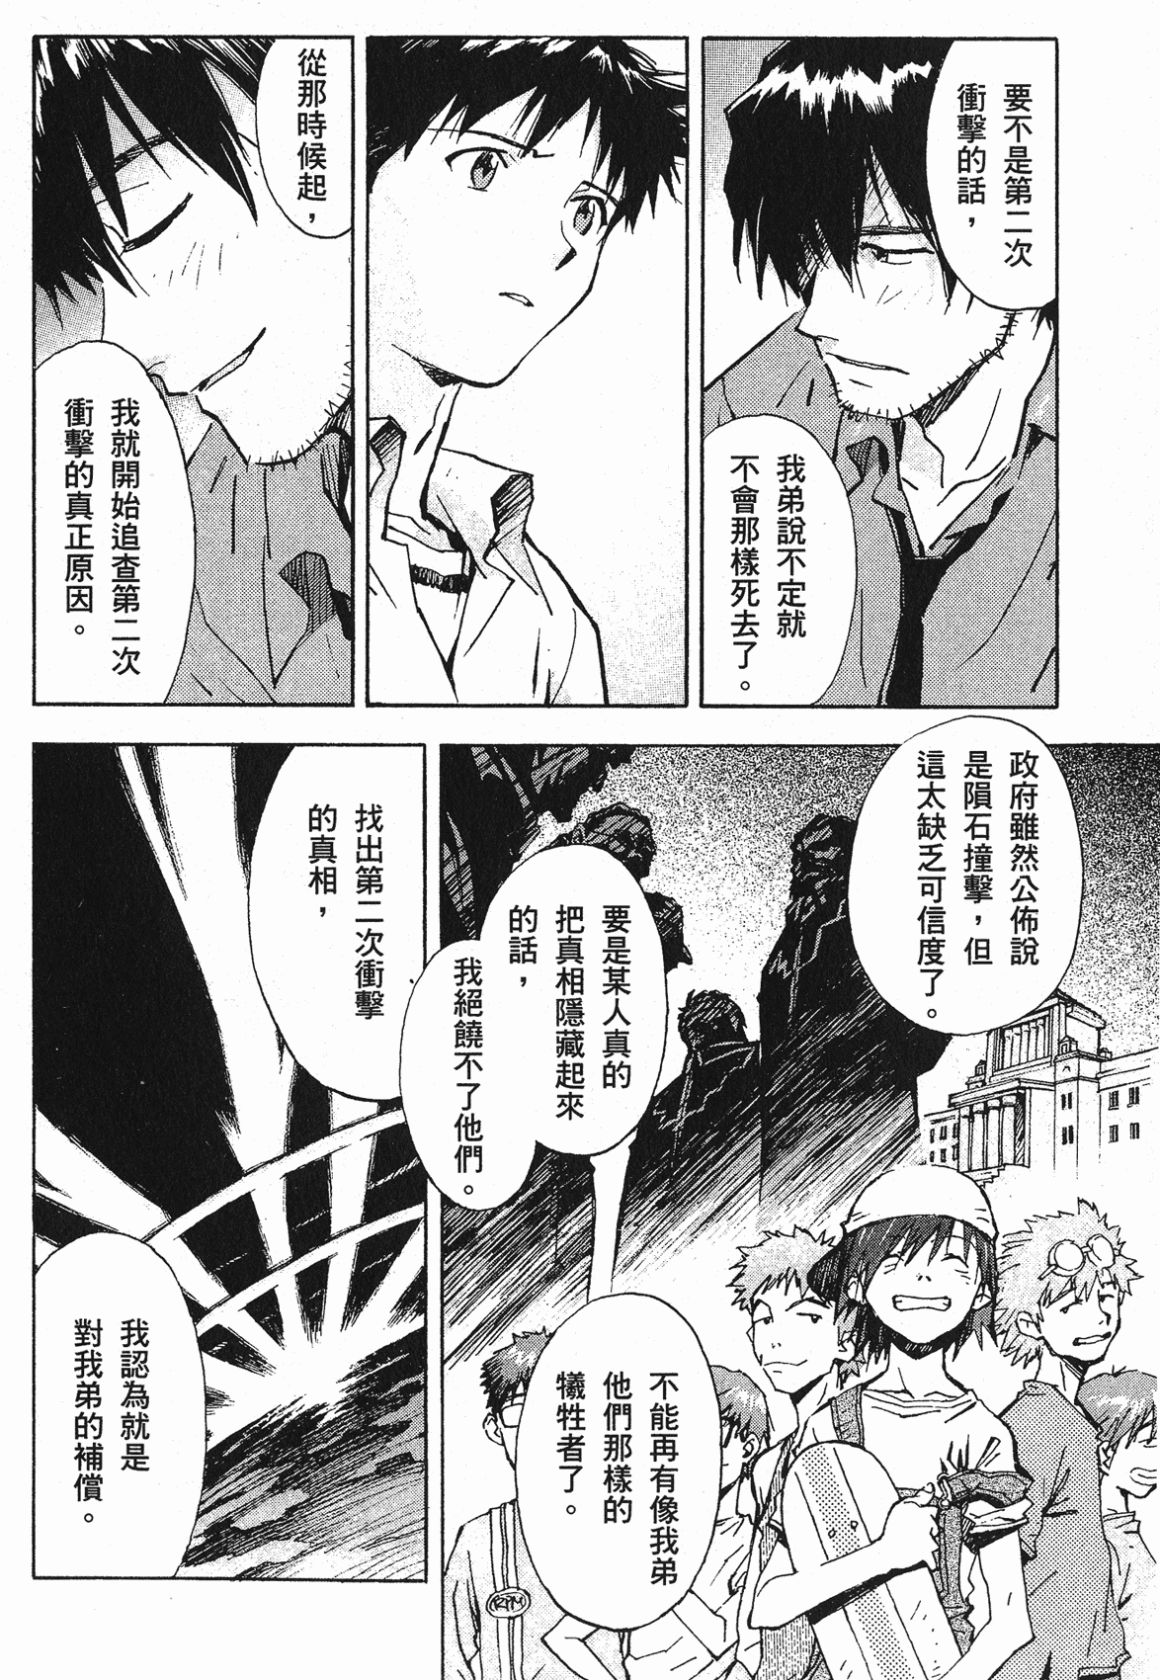 要不是第二次
衝擊的話，
我弟說不定就
不會那樣死去了。
從那時候起，
我就開始追查第二次
衝擊的真正原因。
政府雖然公佈說
是隕石撞擊，但
這太缺乏可信度了。
要是某人真的
把真相隱藏起來
的話，
我絕饒不了他們。
不能再有像我弟
他們那樣的
犧牲者了。
RPM
找出第二次衝擊
的真相，
我認為就是
對我弟的補償。